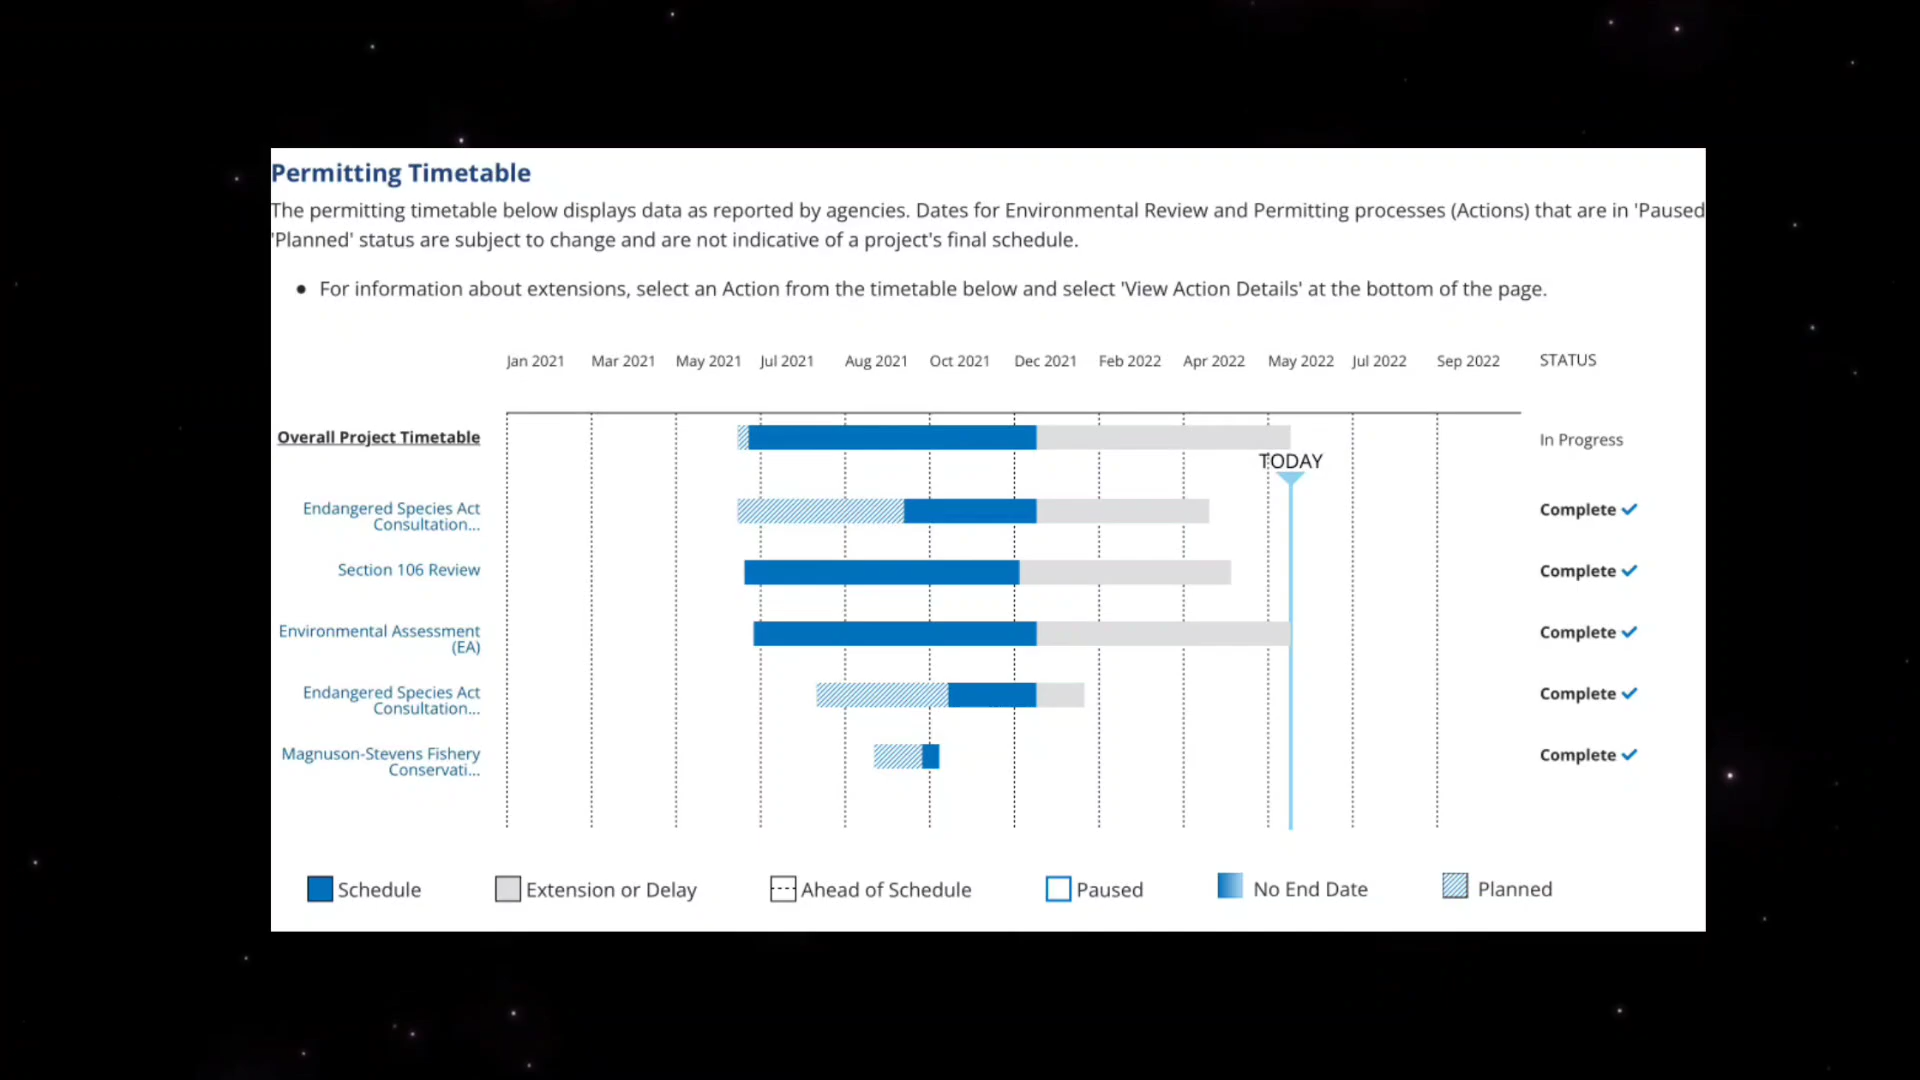 Permitting Timetable
The permitting timetable below displays data as reported by agencies. Dates for Environmental Review and Permitting processes (Actions) that are in 'Paused
'Planned' status are subject to change and are not indicative of a project's final schedule.
• For information about extensions, select an Action from the timetable below and select 'View Action Details' at the bottom of the page.
Jan 2021 Mar 2021 May 2021 Jul 2021 Aug 2021 Oct 2021 Dec 2021 Feb 2022 Apr 2022 May 2022 Jul 2022 Sep 2022 STATUS
Overall Project Timetable In Progress
TODAY
Endangered Species Act
Consultation... Complete
Section 106 Review Complete
Environmental Assessment
(EA) Complete
Endangered Species Act
Consultation... Complete
Magnuson-Stevens Fishery
Conservati... Complete
Schedule Extension or Delay Ahead of Schedule Paused No End Date Planned